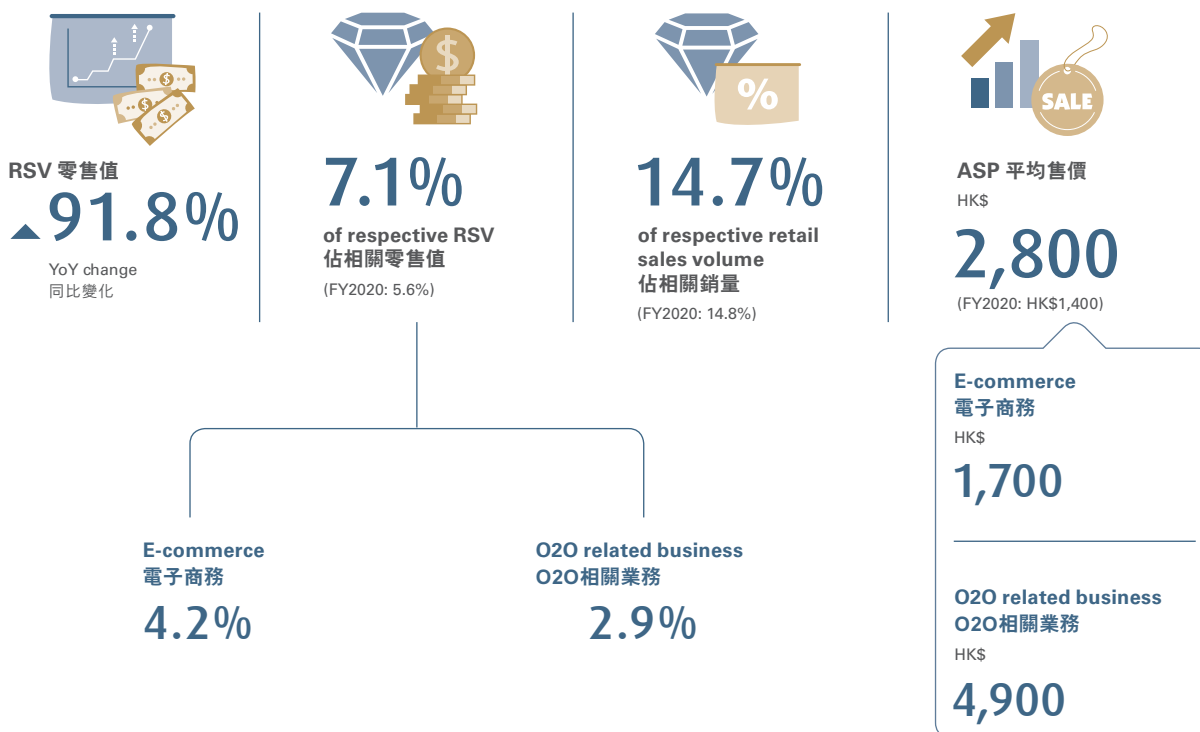 RSV 零售值
91.8%
YoY change
同比變化
$
$
$
$
7.1%
of respective RSV
佔相關零售值
(FY2020: 5.6%)
%
14.7%
of respective retail
sales volume
佔相關銷量
(FY2020: 14.8%)
SALE
ASP 平均售價
HK$
2,800
(FY2020: HK$1,400)
E-commerce
電子商務
4.2%
O2O related business
O2O相關業務
2.9%
E-commerce
電子商務
HK$
1,700
O2O related business
O2O相關業務
HK$
4,900